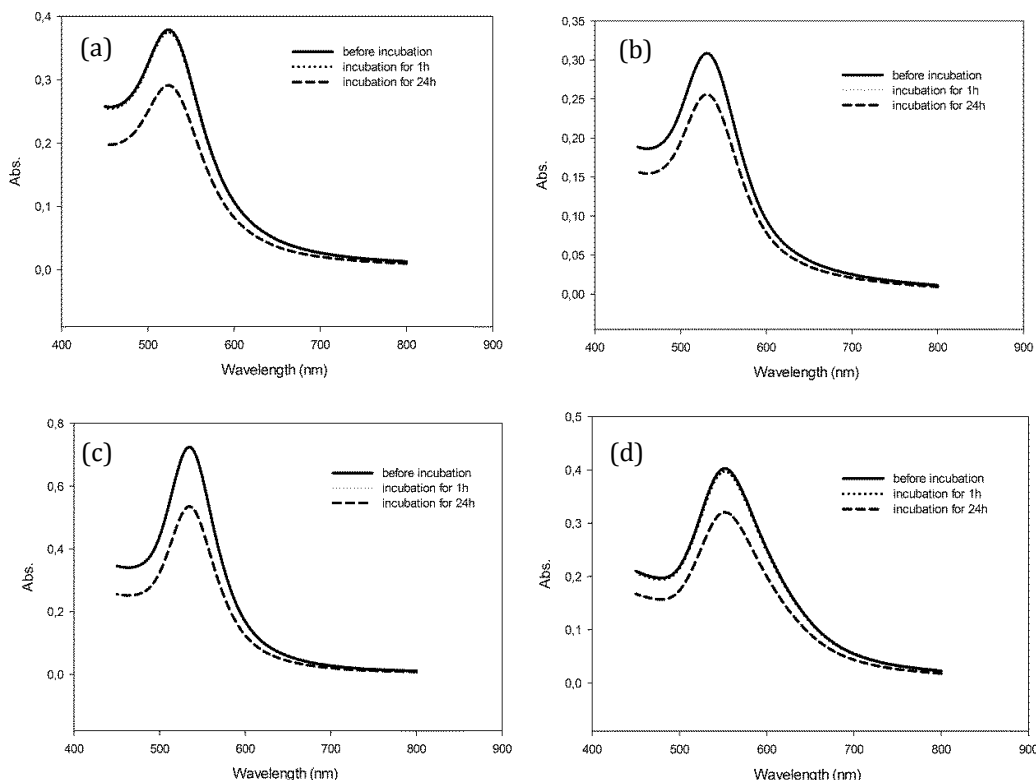 (a)
before incubation
incubation for 1h
incubation for 24h
0,4
0,3
0,2
0,1
0,0
Abs.
400 500 600 700 800 900
Wavelength (nm)
(b)
before incubation
incubation for 1h
incubation for 24h
0,35
0,30
0,25
0,20
0,15
0,10
0,05
0,00
Abs.
400 500 600 700 800 900
Wavelength (nm)
(c)
before incubation
incubation for 1h
incubation for 24h
0,8
0,6
0,4
0,2
0,0
Abs.
400 500 600 700 800 900
Wavelength (nm)
(d)
before incubation
incubation for 1h
incubation for 24h
0,5
0,4
0,3
0,2
0,1
0,0
Abs.
400 500 600 700 800 900
Wavelength (nm)